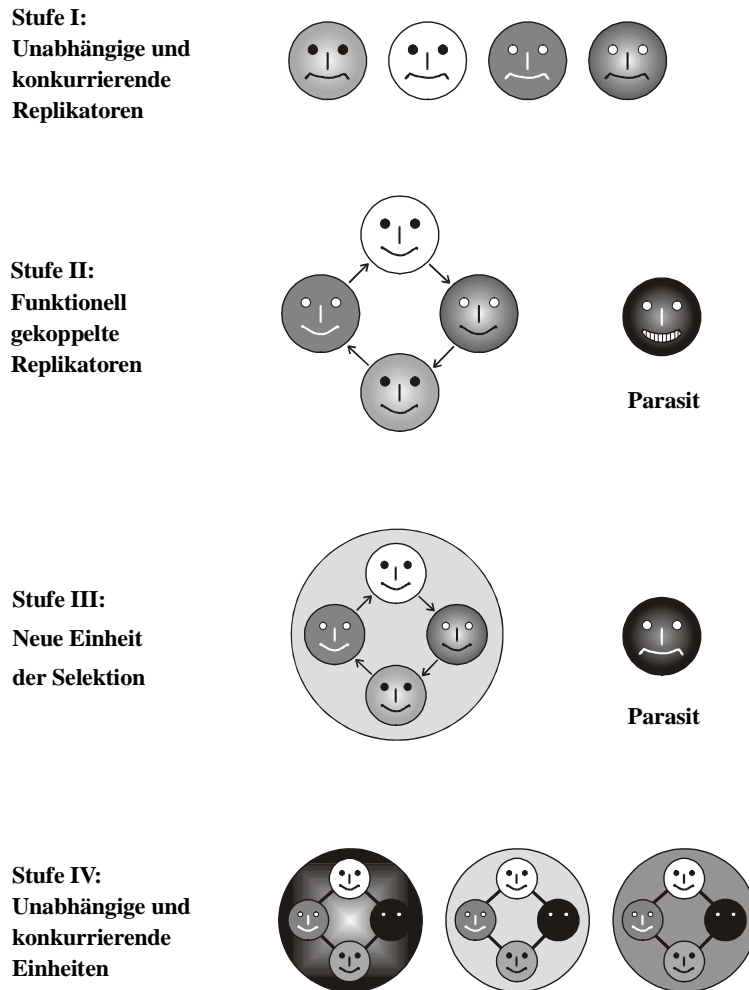 Stufe I:
Unabhängige und
konkurrierende
Replikatoren
Stufe II:
Funktionell
gekoppelte
Replikatoren
Parasit
Stufe III:
Neue Einheit
der Selektion
Parasit
Stufe IV:
Unabhängige und
konkurrierende
Einheiten